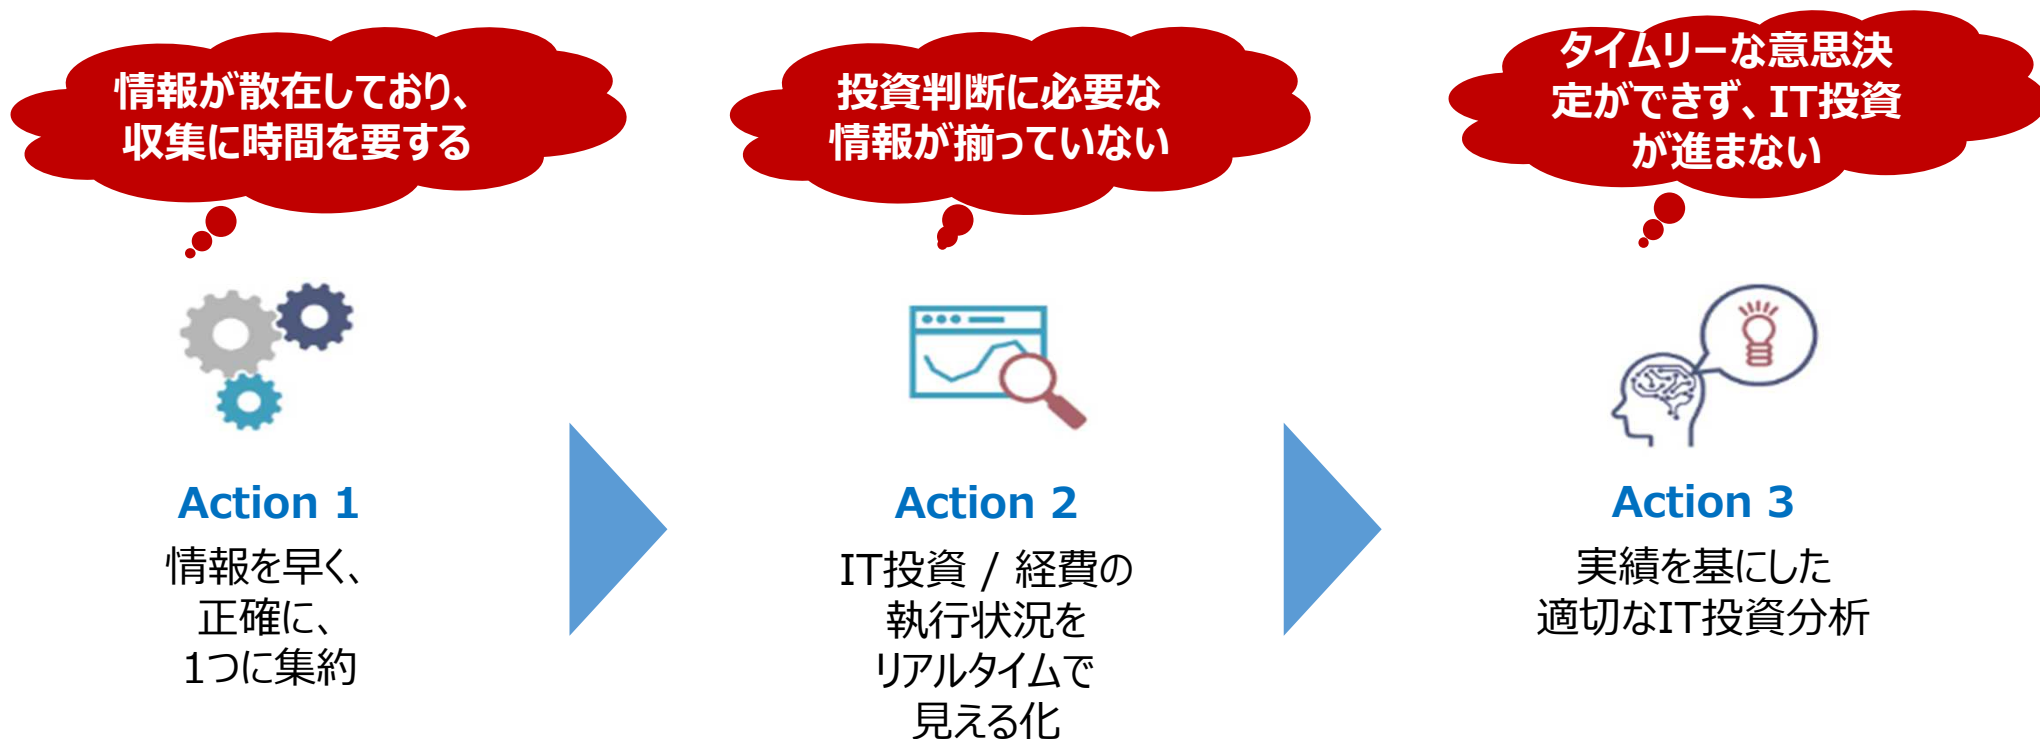 情報が散在しており、
収集に時間を要する
投資判断に必要な
情報が揃っていない
タイムリーな意思決
定ができず、IT投資
が進まない
Action 1
情報を早く、
正確に、
1つに集約
Action 2
IT投資 / 経費の
執行状況を
リアルタイムで
見える化
Action 3
実績を基にした
適切なIT投資分析